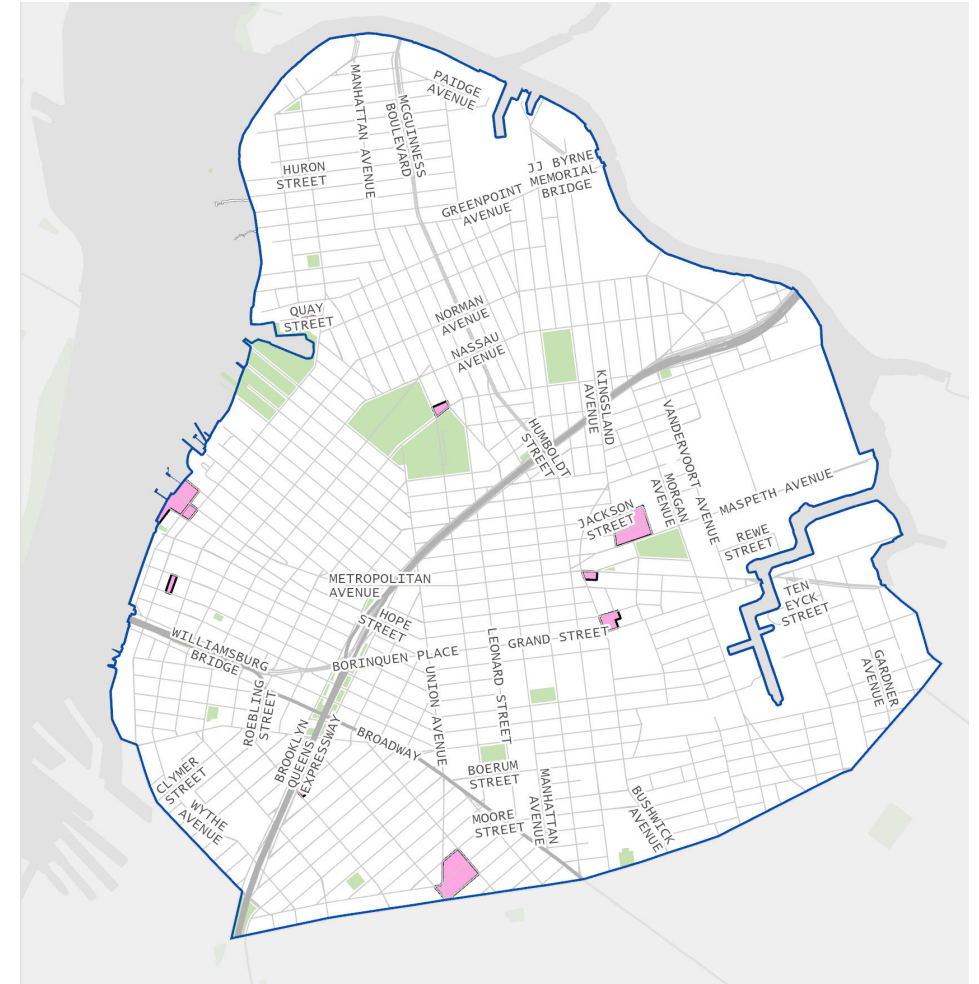 PAIDGE
AVENUE
MANHATTAN AVENUE
MCGUINNESS
BOULEVARD
HURON
STREET
JJ BYRNE
MEMORIAL
BRIDGE
GREENPOINT
AVENUE
QUAY
STREET
NORMAN
AVENUE
NASSAU
AVENUE
KINGSLAND
AVENUE
HUMBOLDT
STREET
VANDERVOORT AVENUE
MORGAN
AVENUE
MASPETH AVENUE
JACKSON
STREET
REWE
STREET
METROPOLITAN
AVENUE
TEN
EYCK
STREET
HOPE
STREET
WILLIAMSBURG
BRIDGE
BORINQUEN PLACE
GRAND STREET
LEONARD STREET
UNION AVENUE
GARDNER
AVENUE
ROEBLING
STREET
BROOKLYN
QUEENS
EXPRESSWAY
BROADWAY
CLYMER
STREET
WYTHE
AVENUE
BOERUM
STREET
MANHATTAN
AVENUE
MOORE
STREET
BUSHWICK
AVENUE